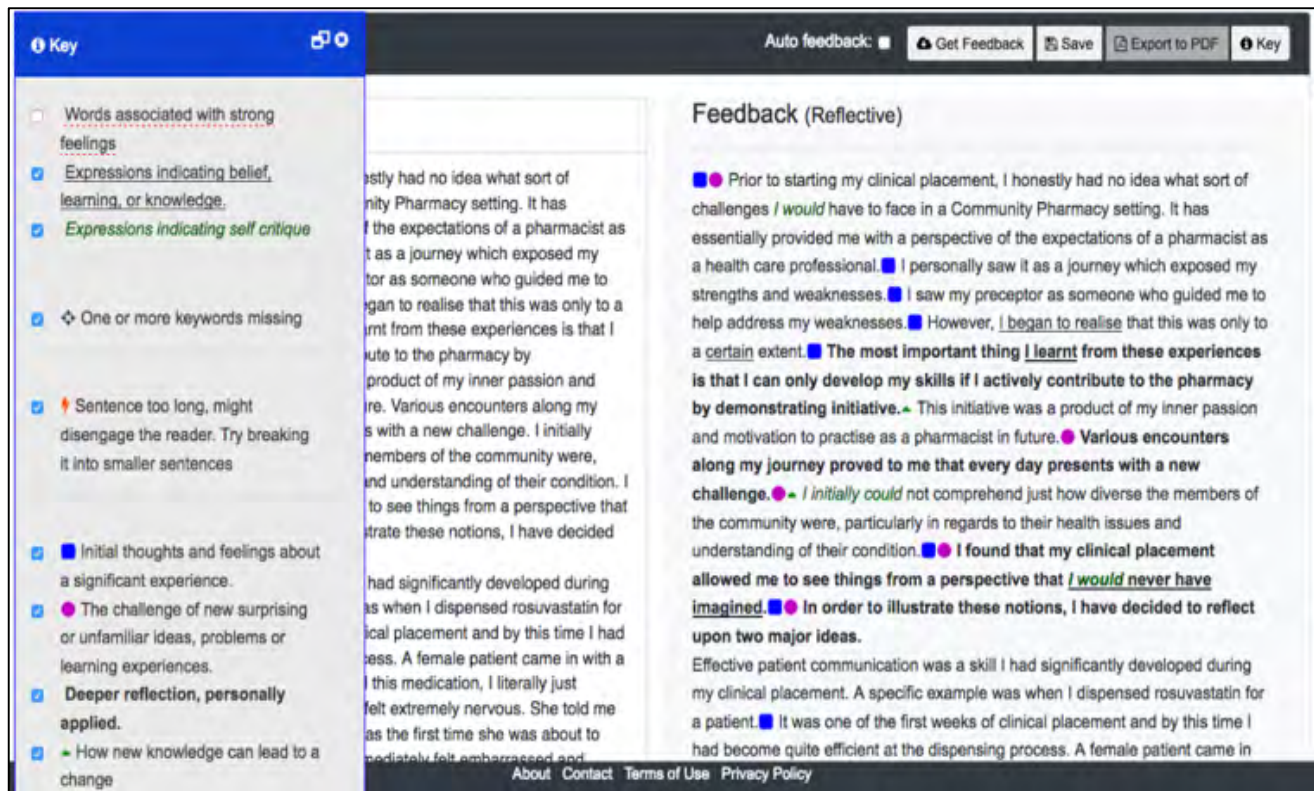 Key
Auto feedback:
Get Feedback
Save
Export to PDF
Key
Words associated with strong
feelings
Expressions indicating belief,
learning, or knowledge.
Expressions indicating self critique
One or more keywords missing
Sentence too long, might
disengage the reader. Try breaking
it into smaller sentences
Initial thoughts and feelings about
a significant experience.
The challenge of new surprising
or unfamiliar ideas, problems or
learning experiences.
Deeper reflection, personally
applied.
How new knowledge can lead to a
change
estly had no idea what sort of
nity Pharmacy setting. It has
f the expectations of a pharmacist as
t as a journey which exposed my
tor as someone who guided me to
gan to realise that this was only to a
rnt from these experiences is that I
ute to the pharmacy by
product of my inner passion and
re. Various encounters along my
s with a new challenge. I initially
members of the community were,
and understanding of their condition. I
to see things from a perspective that
strate these notions, I have decided
had significantly developed during
as when I dispensed rosuvastatin for
ical placement and by this time I had
cess. A female patient came in with a
this medication, I literally just
felt extremely nervous. She told me
as the first time she was about to
mediately felt embarrassed and
Feedback (Reflective)
Prior to starting my clinical placement, I honestly had no idea what sort of
challenges I would have to face in a Community Pharmacy setting. It has
essentially provided me with a perspective of the expectations of a pharmacist as
a health care professional. I personally saw it as a journey which exposed my
strengths and weaknesses. I saw my preceptor as someone who guided me to
help address my weaknesses. However, I began to realise that this was only to
a certain extent. The most important thing I learnt from these experiences
is that I can only develop my skills if I actively contribute to the pharmacy
by demonstrating initiative. This initiative was a product of my inner passion
and motivation to practise as a pharmacist in future. Various encounters
along my journey proved to me that every day presents with a new
challenge. I initially could not comprehend just how diverse the members of
the community were, particularly in regards to their health issues and
understanding of their condition. I found that my clinical placement
allowed me to see things from a perspective that I would never have
imagined. In order to illustrate these notions, I have decided to reflect
upon two major ideas.
Effective patient communication was a skill I had significantly developed during
my clinical placement. A specific example was when I dispensed rosuvastatin for
a patient. It was one of the first weeks of clinical placement and by this time I
had become quite efficient at the dispensing process. A female patient came in
About Contact Terms of Use Privacy Policy